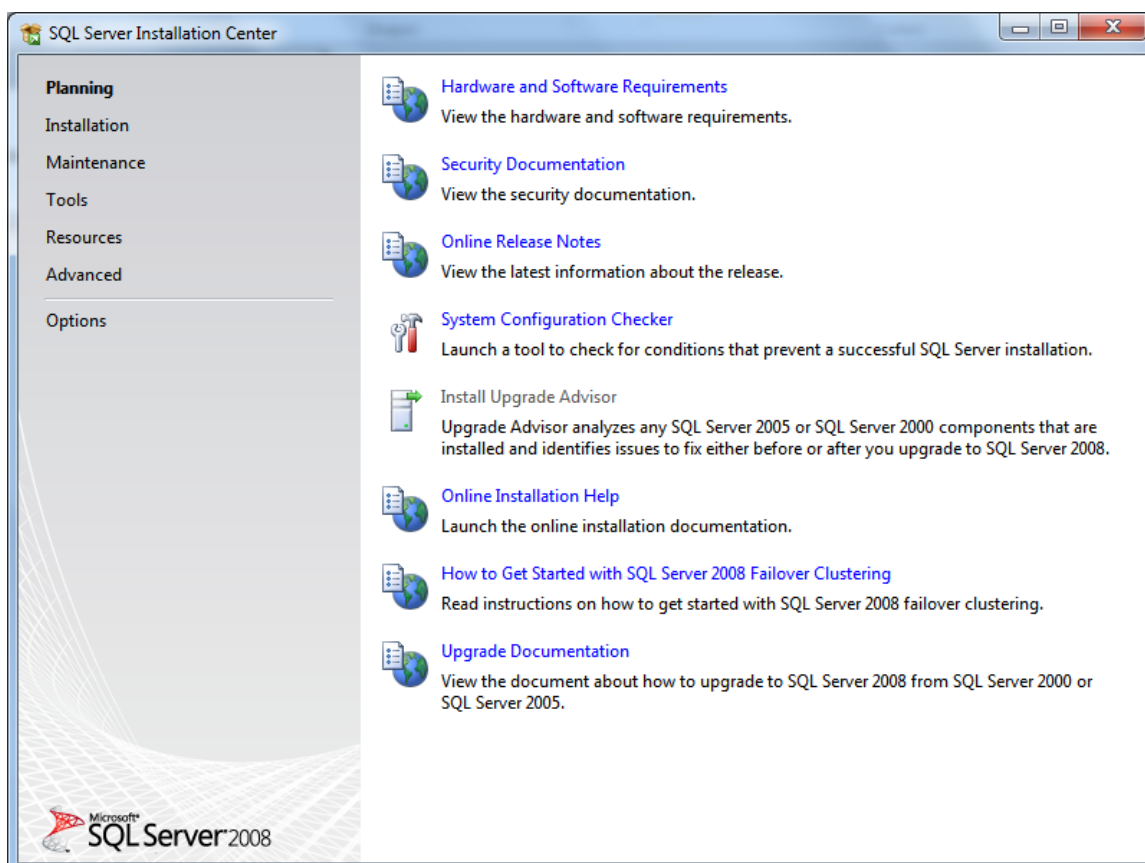 SQL Server Installation Center
Planning
Installation
Maintenance
Tools
Resources
Advanced
Options
Hardware and Software Requirements
View the hardware and software requirements.
Security Documentation
View the security documentation.
Online Release Notes
View the latest information about the release.
System Configuration Checker
Launch a tool to check for conditions that prevent a successful SQL Server installation.
Install Upgrade Advisor
Upgrade Advisor analyzes any SQL Server 2005 or SQL Server 2000 components that are
installed and identifies issues to fix either before or after you upgrade to SQL Server 2008.
Online Installation Help
Launch the online installation documentation.
How to Get Started with SQL Server 2008 Failover Clustering
Read instructions on how to get started with SQL Server 2008 failover clustering.
Upgrade Documentation
View the document about how to upgrade to SQL Server 2008 from SQL Server 2000 or
SQL Server 2005.
Microsoft®
SQL Server 2008